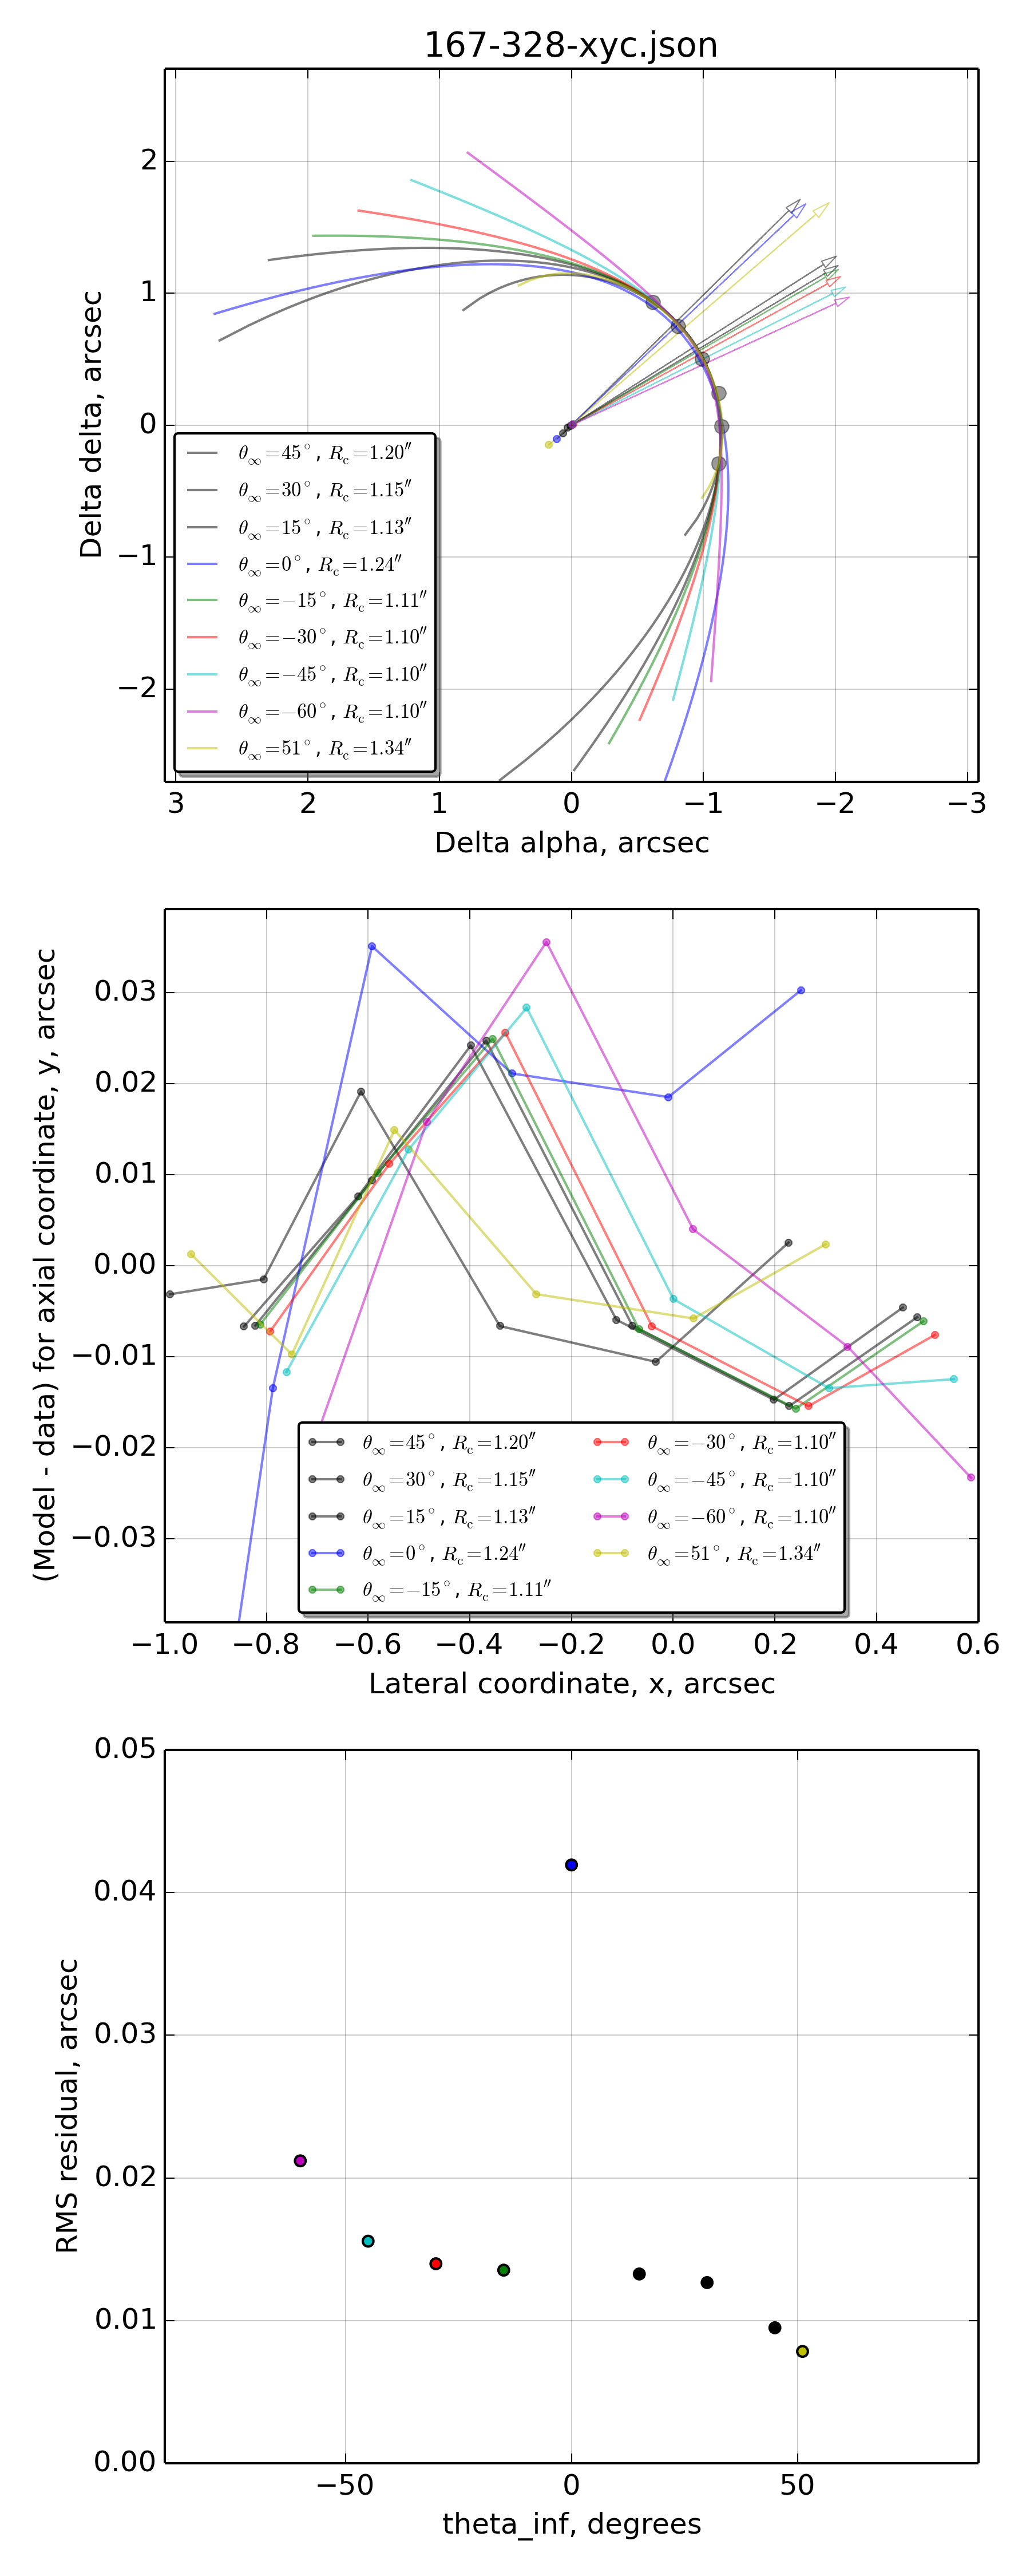 167-328-xyc.json
2
1
0
−1
−2
Delta delta, arcsec
θ∞=45°, Rc=1.20″
θ∞=30°, Rc=1.15″
θ∞=15°, Rc=1.13″
θ∞=0°, Rc=1.24″
θ∞=−15°, Rc=1.11″
θ∞=−30°, Rc=1.10″
θ∞=−45°, Rc=1.10″
θ∞=−60°, Rc=1.10″
θ∞=51°, Rc=1.34″
3 2 1 0 −1 −2 −3
Delta alpha, arcsec
0.03
0.02
0.01
0.00
−0.01
−0.02
−0.03
(Model - data) for axial coordinate, y, arcsec
θ∞=45°, Rc=1.20″
θ∞=30°, Rc=1.15″
θ∞=15°, Rc=1.13″
θ∞=0°, Rc=1.24″
θ∞=−15°, Rc=1.11″
θ∞=−30°, Rc=1.10″
θ∞=−45°, Rc=1.10″
θ∞=−60°, Rc=1.10″
θ∞=51°, Rc=1.34″
−1.0 −0.8 −0.6 −0.4 −0.2 0.0 0.2 0.4 0.6
Lateral coordinate, x, arcsec
0.05
0.04
0.03
0.02
0.01
0.00
RMS residual, arcsec
−50 0 50
theta_inf, degrees